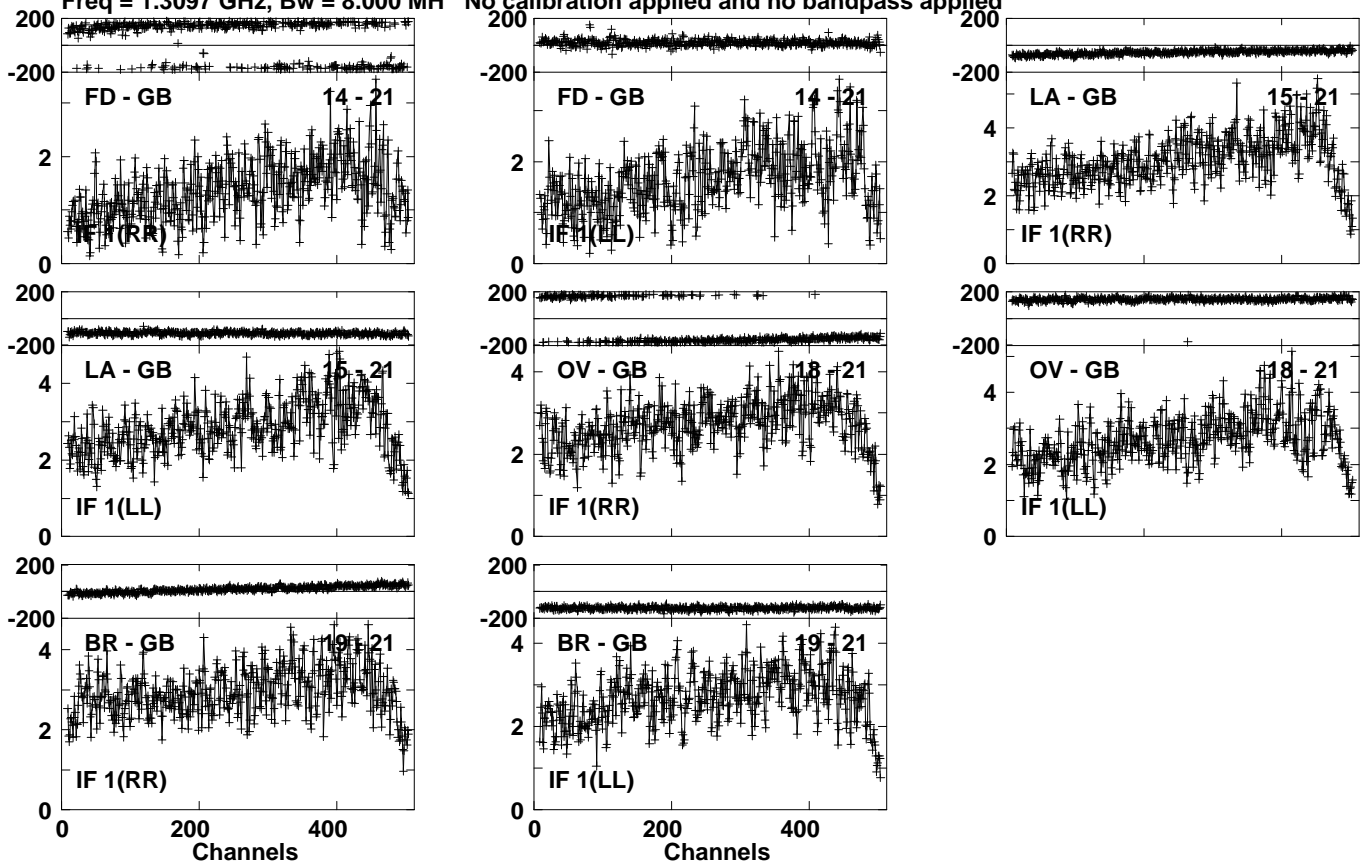 Freq = 1.3097 GHz, Bw = 8.000 MH No calibration applied and no bandpass applied
200
-200
FD - GB 14 - 21
2
IF 1(RR)
0
200
-200
FD - GB 14 - 21
2
IF 1(LL)
0
200
-200
LA - GB 15 - 21
4
2
IF 1(RR)
0
200
-200
LA - GB 15 - 21
4
2
IF 1(LL)
0
200
-200
OV - GB 18 - 21
4
2
IF 1(RR)
0
200
-200
OV - GB 18 - 21
4
2
IF 1(LL)
0
200
-200
BR - GB 19 - 21
4
2
IF 1(RR)
0
0 200 400
Channels
200
-200
BR - GB 19 - 21
4
2
IF 1(LL)
0
0 200 400
Channels